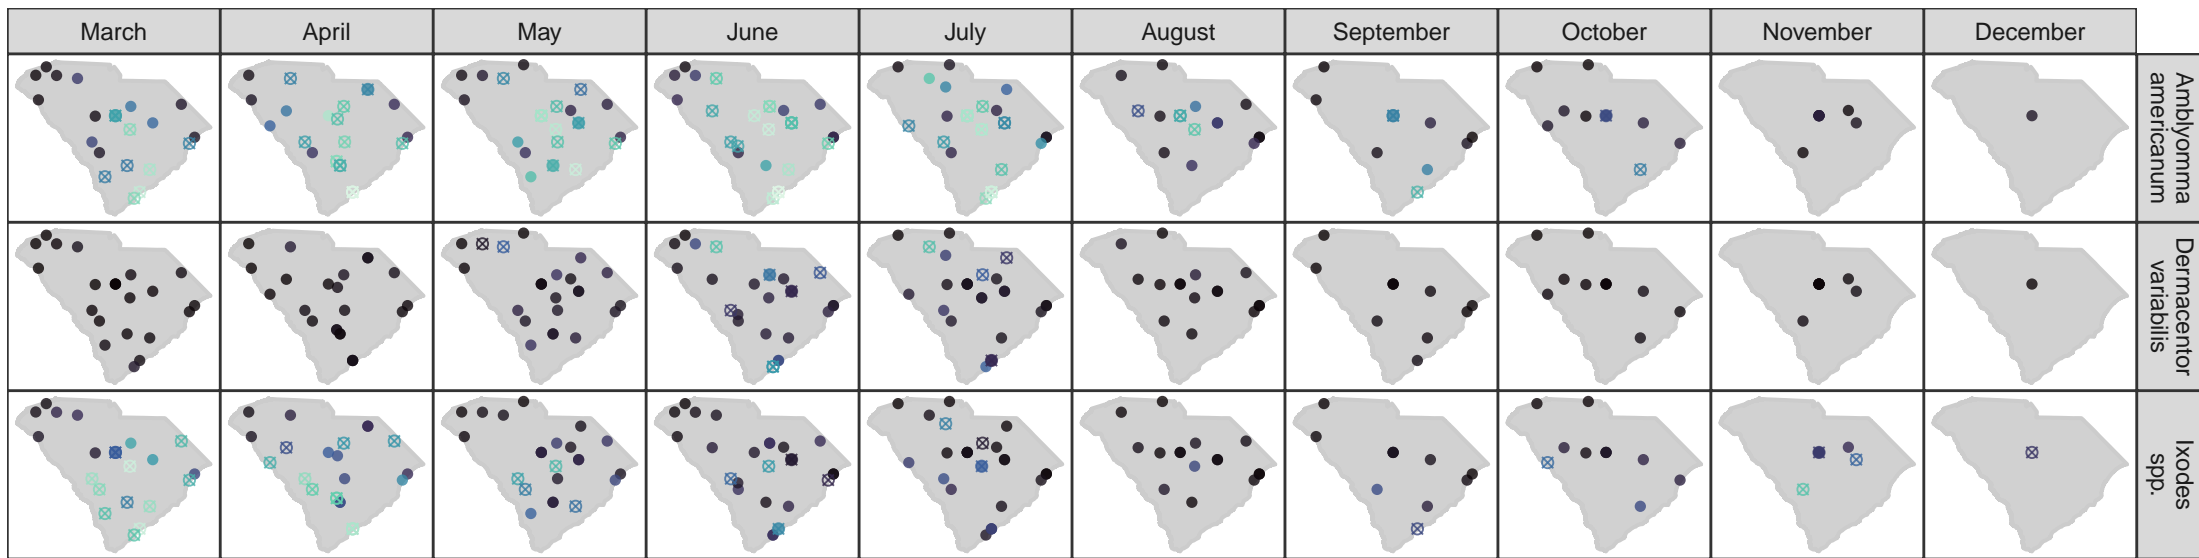 March
April
May
June
July
August
September
October
November
December
Amblyomma
americanum
Dermacentor
variabilis
Ixodes
spp.